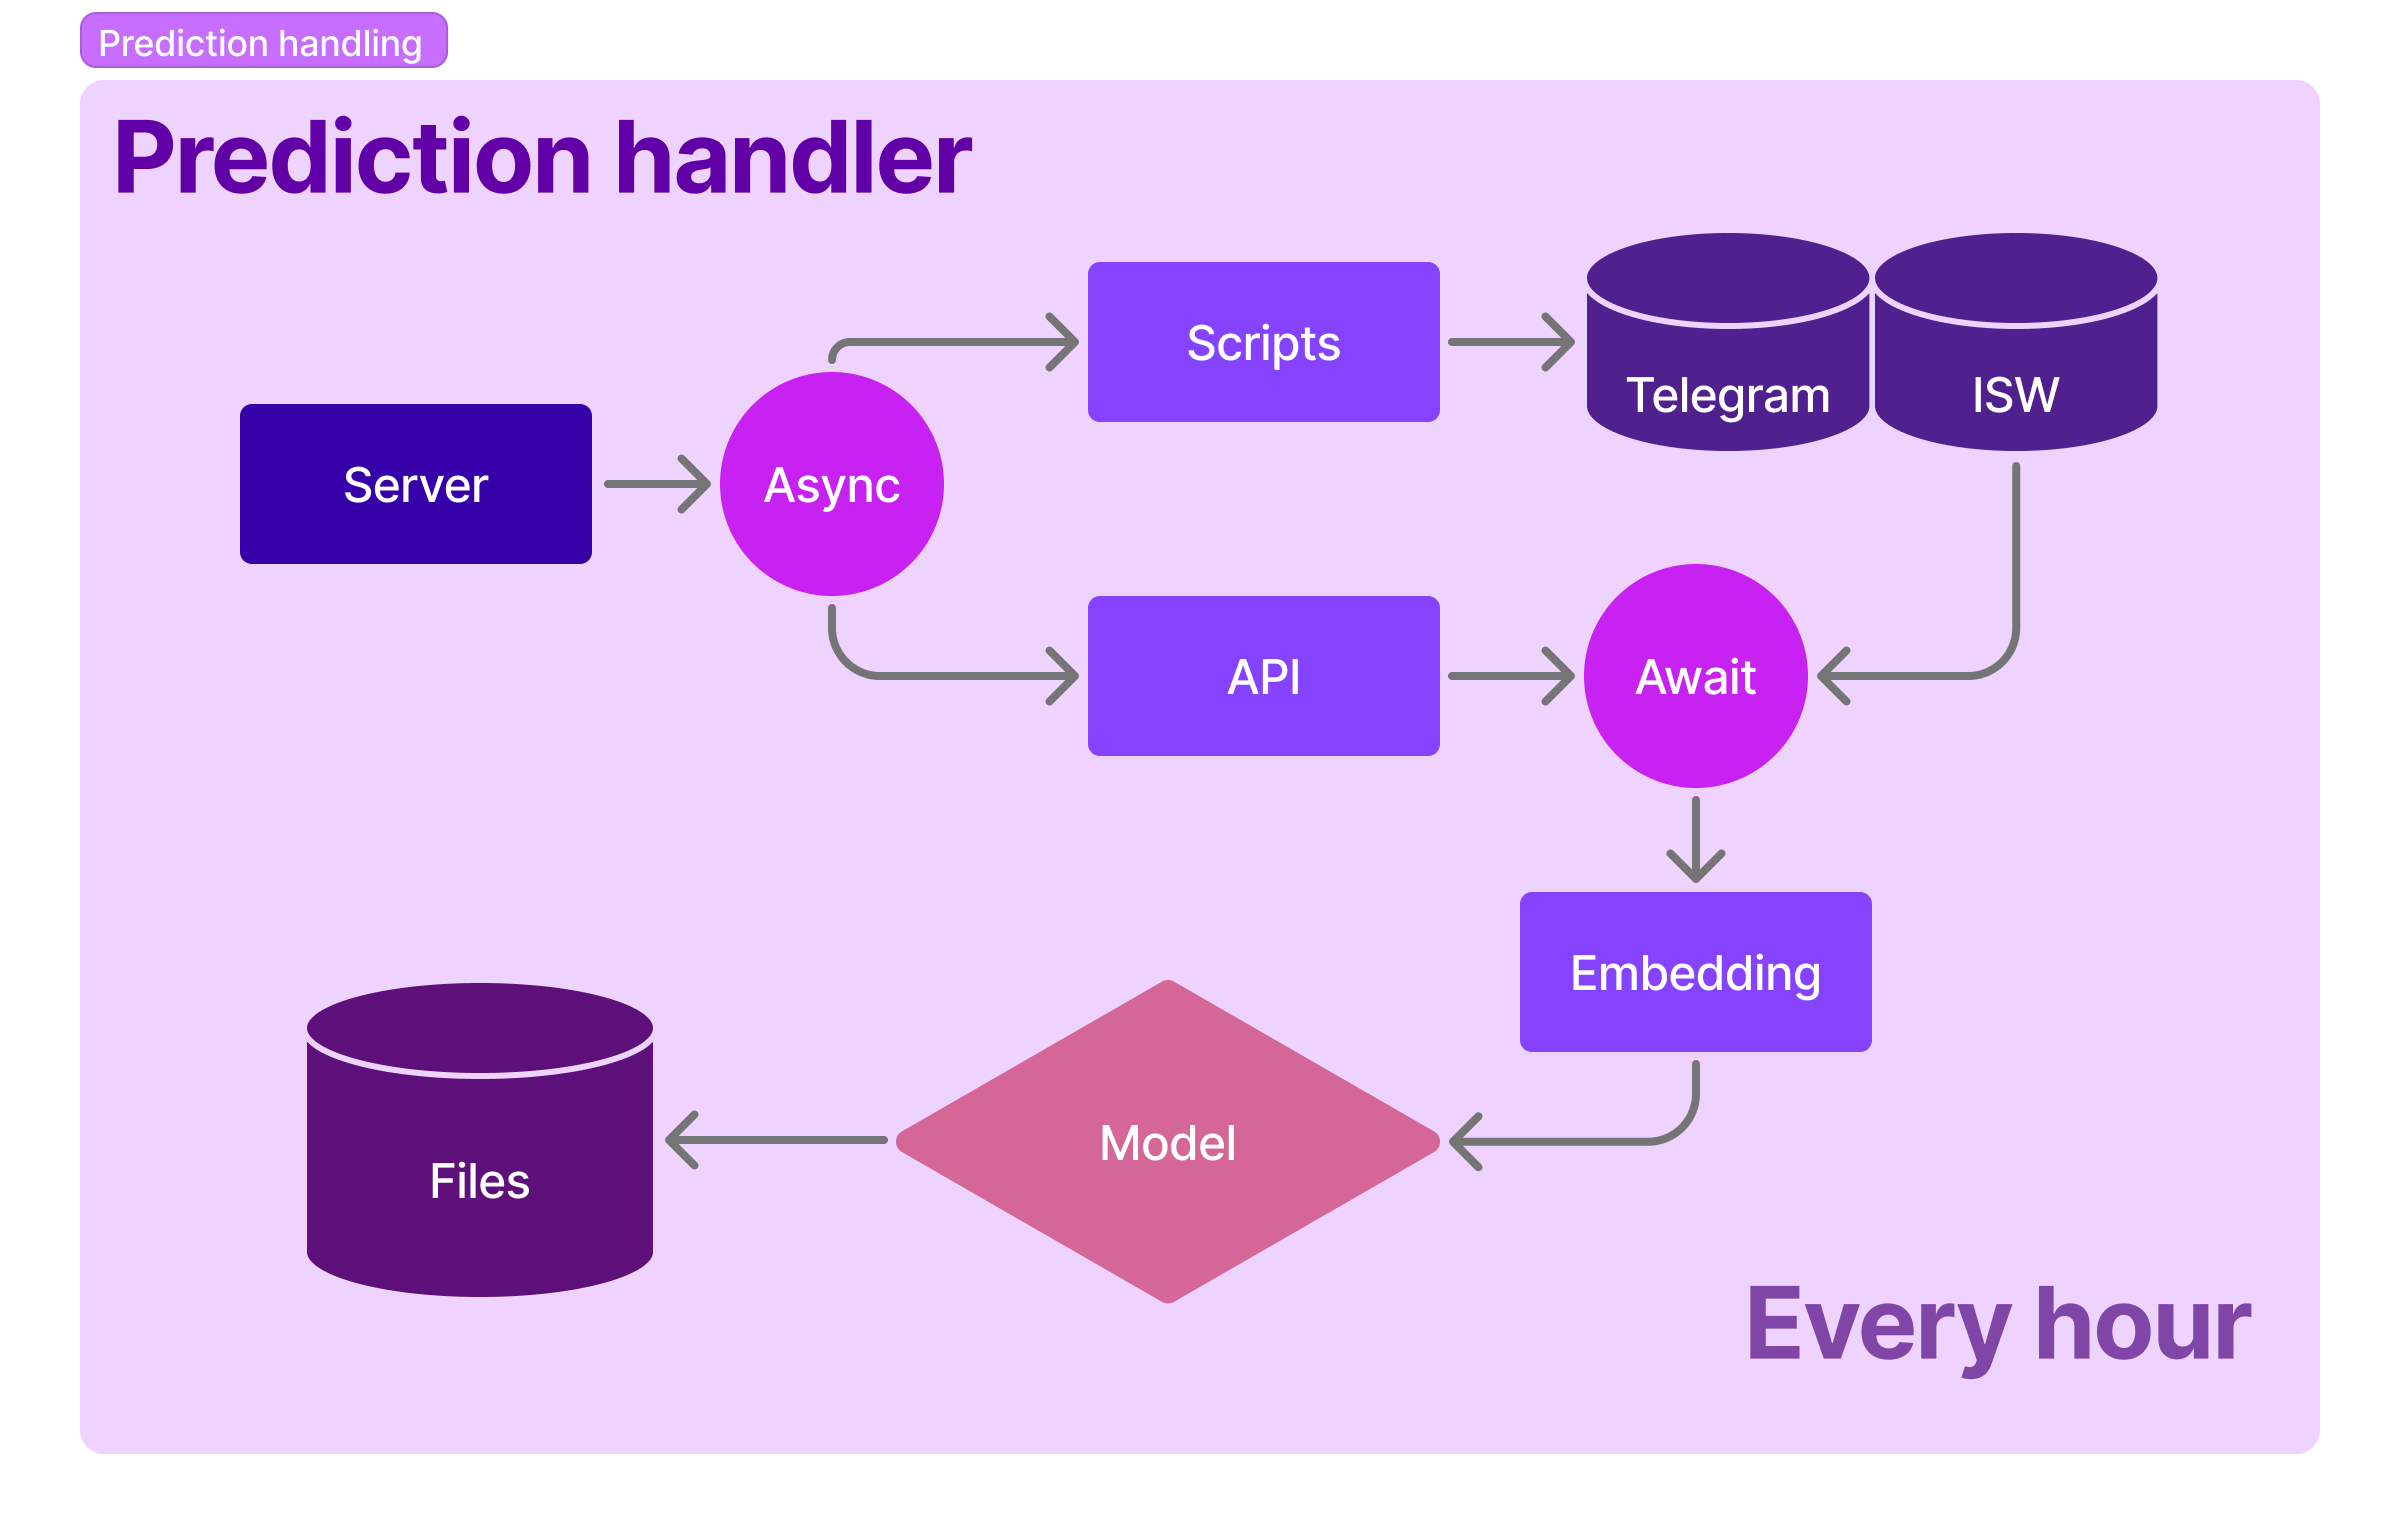 Prediction handling
Prediction handler
Scripts
Telegram
ISW
Server
Async
API
Await
Embedding
Model
Files
Every hour